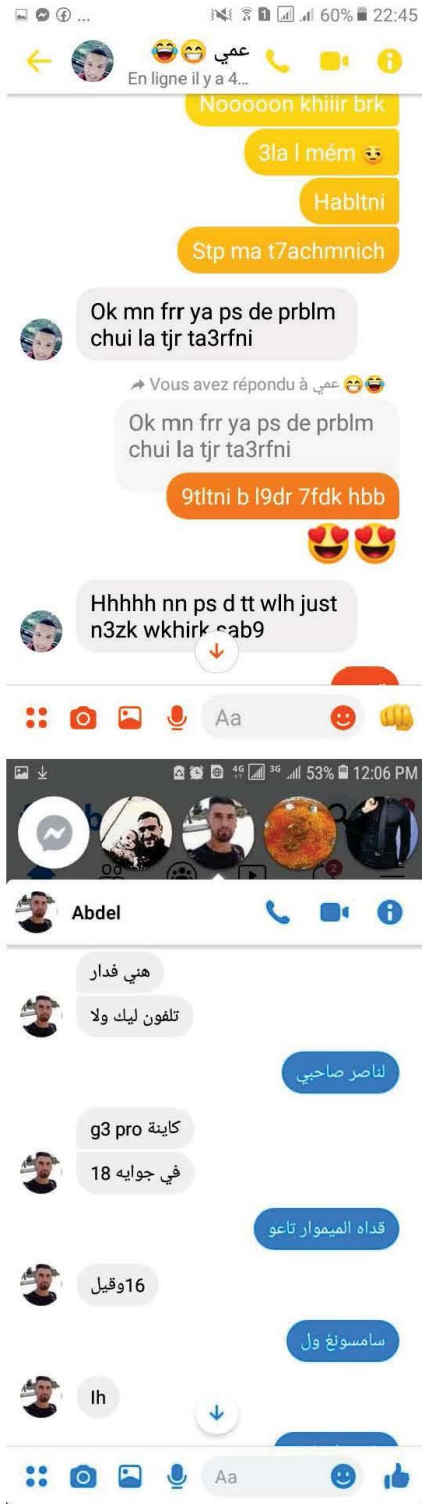 ... 60% 22:45
عمي 😁😂
En ligne il y a 4...
Nooooon khiiir brk
3la l mém 😒
Habltni
Stp ma t7achmnich
Ok mn frr ya ps de prblm
chui la tjr ta3rfni
Vous avez répondu à عمي 😁😂
Ok mn frr ya ps de prblm
chui la tjr ta3rfni
9tltni b l9dr 7fdk hbb
😍😍
Hhhhh nn ps d tt wlh just
n3zk wkhirk sab9
Aa
4G 3G 53% 12:06 PM
Abdel
هني فدار
تلفون ليك ولا
لناصر صاحبي
كاينة g3 pro
في جوايه 18
قداه الميموار تاعو
16وقيل
سامسونغ ول
Ih
Aa